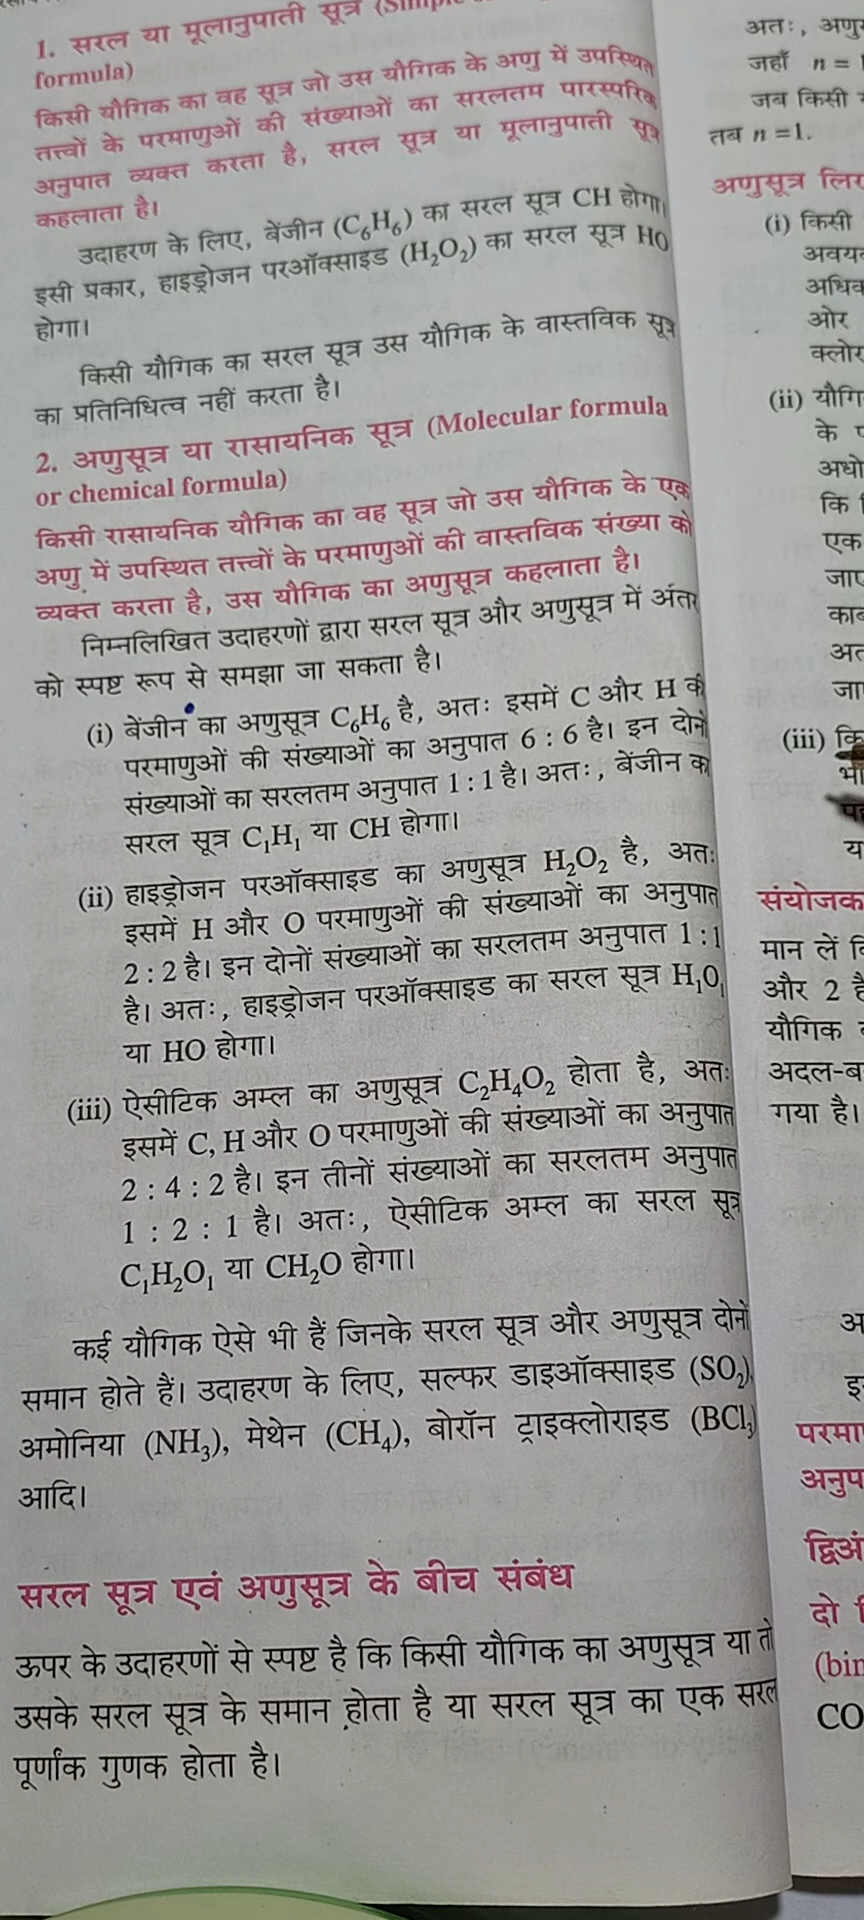 1. सरल या मूलानुपाती सूत्र
formula)
किसी यौगिक का वह सूत्र जो उस यौगिक के अणु में उपस्थित
तत्त्वों के परमाणुओं की संख्याओं का सरलतम पारस्परिक
अनुपात व्यक्त करता है, सरल सूत्र या मूलानुपाती सूत्र
कहलाता है।
उदाहरण के लिए, बेंजीन (C₆H₆) का सरल सूत्र CH होगा।
इसी प्रकार, हाइड्रोजन परऑक्साइड (H₂O₂) का सरल सूत्र HO
होगा।
किसी यौगिक का सरल सूत्र उस यौगिक के वास्तविक सूत्र
का प्रतिनिधित्व नहीं करता है।
2. अणुसूत्र या रासायनिक सूत्र (Molecular formula
or chemical formula)
किसी रासायनिक यौगिक का वह सूत्र जो उस यौगिक के एक
अणु में उपस्थित तत्त्वों के परमाणुओं की वास्तविक संख्या को
व्यक्त करता है, उस यौगिक का अणुसूत्र कहलाता है।
निम्नलिखित उदाहरणों द्वारा सरल सूत्र और अणुसूत्र में अंतर
को स्पष्ट रूप से समझा जा सकता है।
(i) बेंजीन का अणुसूत्र C₆H₆ है, अतः इसमें C और H की
परमाणुओं की संख्याओं का अनुपात 6 : 6 है। इन दोनों
संख्याओं का सरलतम अनुपात 1 : 1 है। अतः, बेंजीन का
सरल सूत्र C₁H₁ या CH होगा।
(ii) हाइड्रोजन परऑक्साइड का अणुसूत्र H₂O₂ है, अतः
इसमें H और O परमाणुओं की संख्याओं का अनुपात
2 : 2 है। इन दोनों संख्याओं का सरलतम अनुपात 1 : 1
है। अतः, हाइड्रोजन परऑक्साइड का सरल सूत्र H₁O₁
या HO होगा।
(iii) ऐसीटिक अम्ल का अणुसूत्र C₂H₄O₂ होता है, अतः
इसमें C, H और O परमाणुओं की संख्याओं का अनुपात
2 : 4 : 2 है। इन तीनों संख्याओं का सरलतम अनुपात
1 : 2 : 1 है। अतः, ऐसीटिक अम्ल का सरल सूत्र
C₁H₂O₁ या CH₂O होगा।
कई यौगिक ऐसे भी हैं जिनके सरल सूत्र और अणुसूत्र दोनों
समान होते हैं। उदाहरण के लिए, सल्फर डाइऑक्साइड (SO₂),
अमोनिया (NH₃), मेथेन (CH₄), बोरॉन ट्राइक्लोराइड (BCl₃)
आदि।
सरल सूत्र एवं अणुसूत्र के बीच संबंध
ऊपर के उदाहरणों से स्पष्ट है कि किसी यौगिक का अणुसूत्र या तो
उसके सरल सूत्र के समान होता है या सरल सूत्र का एक सरल
पूर्णांक गुणक होता है।
अतः,
जहाँ n =
जब किसी
तब n =1.
अणुसूत्र
(i) किसी
ओर
(ii)
के
कि
एक
(iii)
संयोजक
मान लें
और 2
यौगिक
गया है।
दो
CO